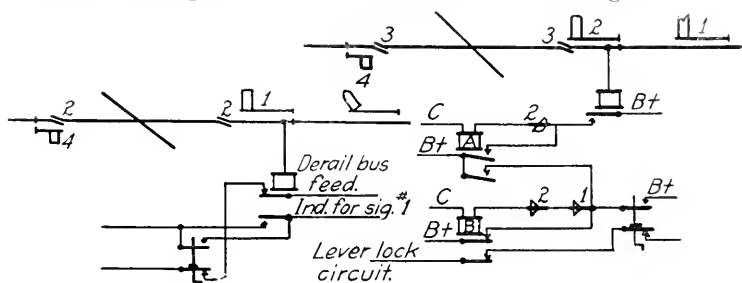 3 3 2 1
4
B+
2 2 1
4
C 2
A
B+
Derail bus
feed.
Ind. for sig. #1
C 2 1 B+
B
B+
Lever lock
circuit.